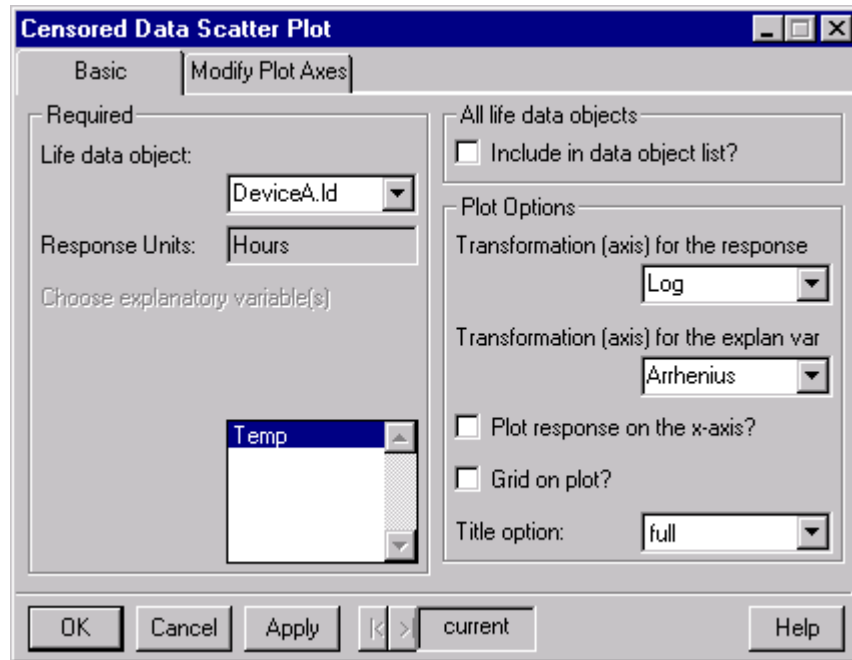 Censored Data Scatter Plot
Basic
Modify Plot Axes
Required
Life data object:
DeviceA.ld
Response Units:
Hours
Choose explanatory variable(s)
Temp
All life data objects
Include in data object list?
Plot Options
Transformation (axis) for the response
Log
Transformation (axis) for the explan var
Arrhenius
Plot response on the x-axis?
Grid on plot?
Title option:
full
OK
Cancel
Apply
current
Help